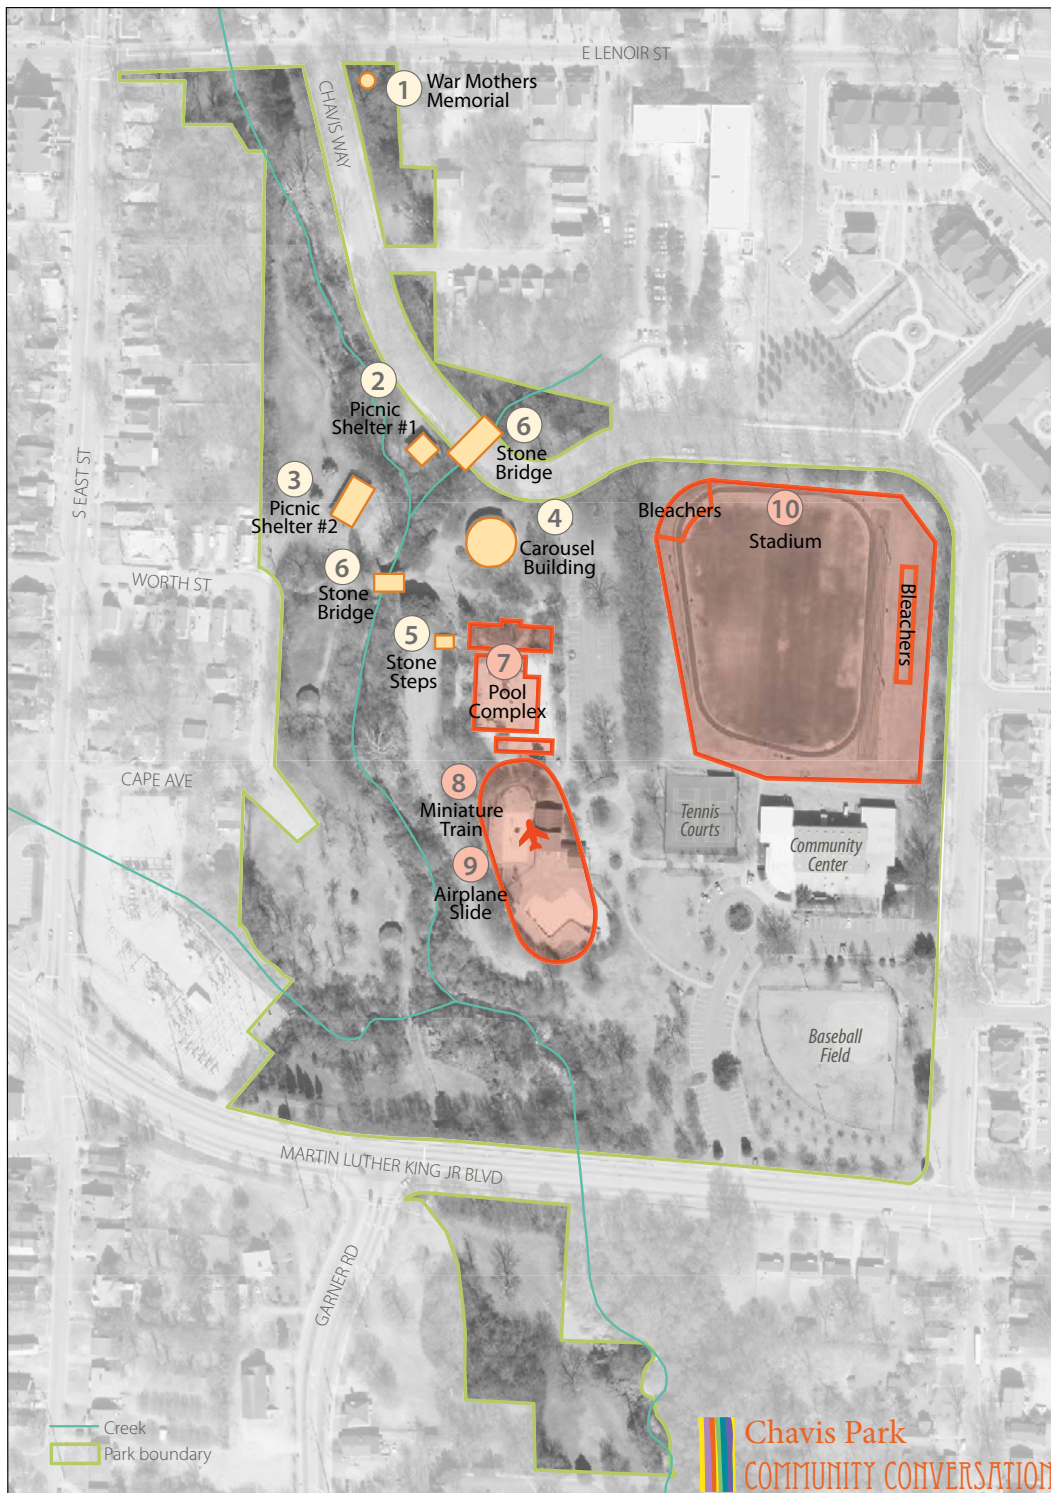 E LENOIR ST
1
War Mothers
Memorial
CHAVIS WAY
2
Picnic
Shelter #1
6
Stone
Bridge
S EAST ST
3
Picnic
Shelter #2
4
Carousel
Building
Bleachers
10
Stadium
Bleachers
WORTH ST
6
Stone
Bridge
5
Stone
Steps
7
Pool
Complex
CAPE AVE
8
Miniature
Train
9
Airplane
Slide
Tennis
Courts
Community
Center
Baseball
Field
MARTIN LUTHER KING JR BLVD
GARNER RD
Creek
Park boundary
Chavis Park
COMMUNITY CONVERSATION